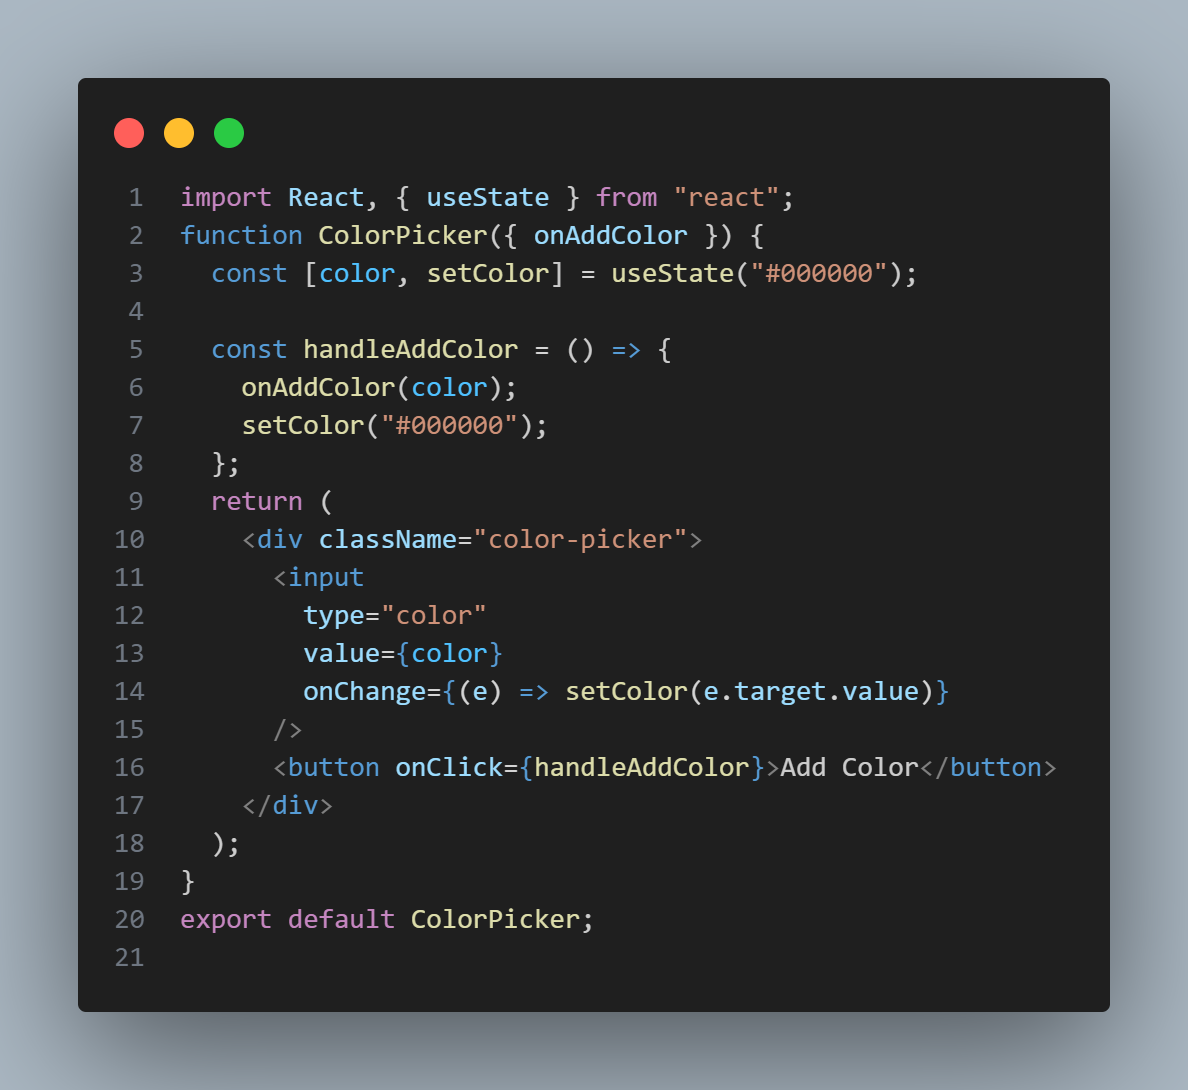 1 import React, { useState } from "react";
2 function ColorPicker({ onAddColor }) {
3   const [color, setColor] = useState("#000000");
4
5   const handleAddColor = () => {
6     onAddColor(color);
7     setColor("#000000");
8   };
9   return (
10     <div className="color-picker">
11       <input
12         type="color"
13         value={color}
14         onChange={(e) => setColor(e.target.value)}
15       />
16       <button onClick={handleAddColor}>Add Color</button>
17     </div>
18   );
19 }
20 export default ColorPicker;
21